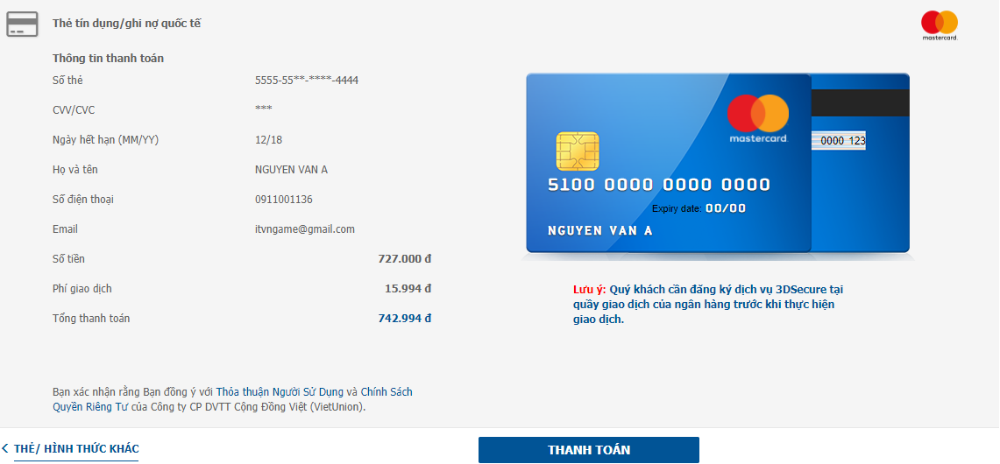 Thẻ tín dụng/ghi nợ quốc tế
mastercard.
Thông tin thanh toán
Số thẻ 5555-55**-****-4444
CVV/CVC ***
Ngày hết hạn (MM/YY) 12/18
Họ và tên NGUYEN VAN A
Số điện thoại 0911001136
Email itvngame@gmail.com
Số tiền 727.000 đ
Phí giao dịch 15.994 đ
Tổng thanh toán 742.994 đ
mastercard.
0000 123
5100 0000 0000 0000
Expiry date: 00/00
NGUYEN VAN A
Lưu ý: Quý khách cần đăng ký dịch vụ 3DSecure tại
quầy giao dịch của ngân hàng trước khi thực hiện
giao dịch.
Bạn xác nhận rằng Bạn đồng ý với Thỏa thuận Người Sử Dụng và Chính Sách
Quyền Riêng Tư của Công ty CP DVTT Cộng Đồng Việt (VietUnion).
< THẺ/ HÌNH THỨC KHÁC
THANH TOÁN